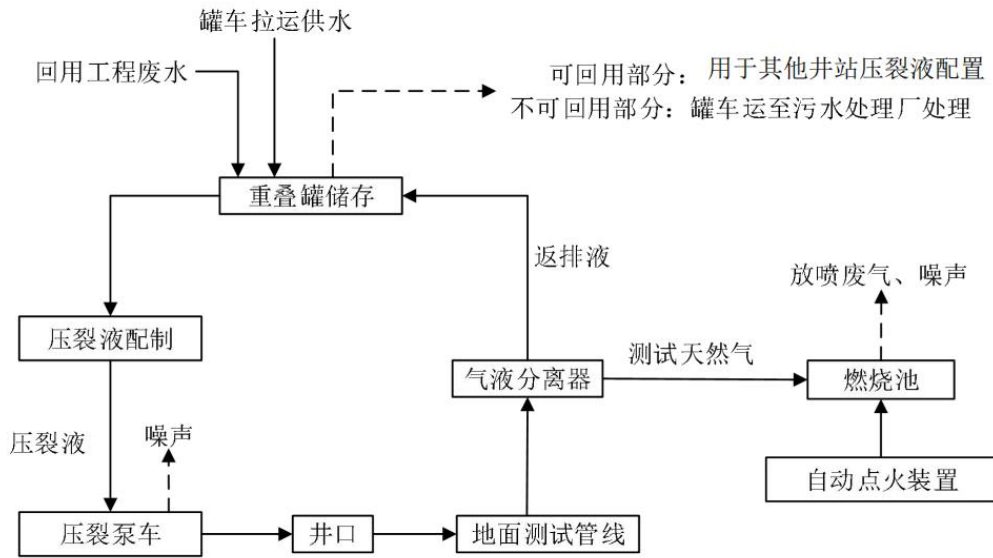 罐车拉运供水
回用工程废水
可回用部分：用于其他井站压裂液配置
不可回用部分：罐车运至污水处理厂处理
重叠罐储存
返排液
放喷废气、噪声
压裂液配制
测试天然气
气液分离器
燃烧池
压裂液
噪声
自动点火装置
压裂泵车
井口
地面测试管线